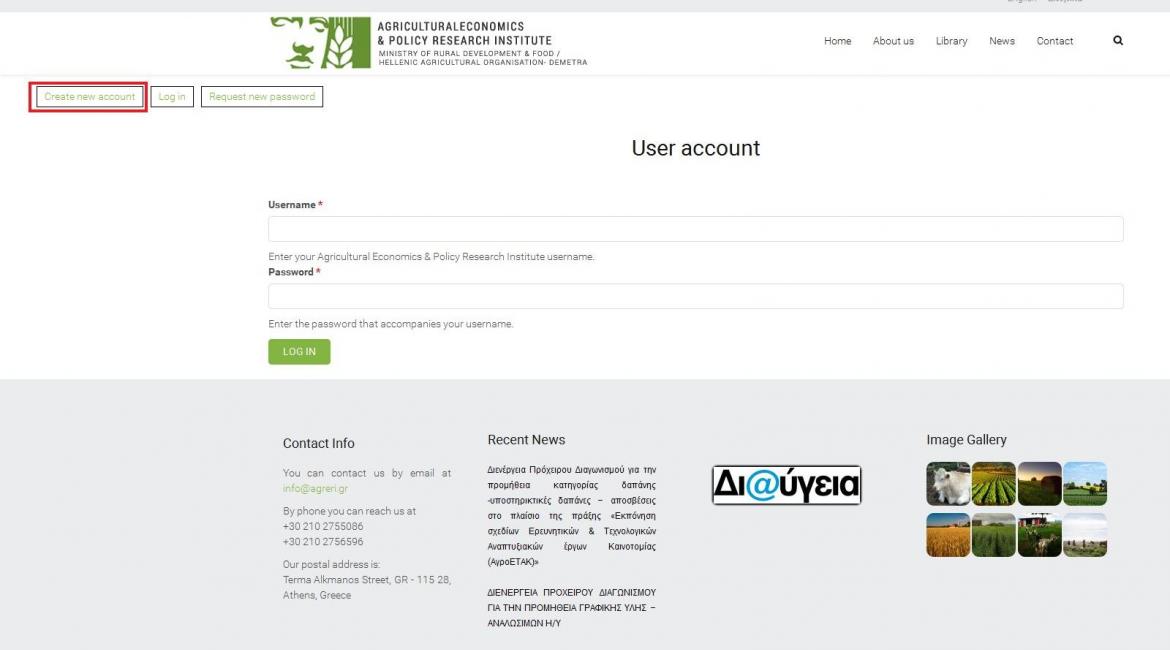 AGRICULTURALECONOMICS
& POLICY RESEARCH INSTITUTE
MINISTRY OF RURAL DEVELOPMENT & FOOD /
HELLENIC AGRICULTURAL ORGANISATION- DEMETRA
Home About us Library News Contact
Create new account Log in Request new password
User account
Username *
Enter your Agricultural Economics & Policy Research Institute username.
Password *
Enter the password that accompanies your username.
LOG IN
Contact Info
You can contact us by email at
info@agreri.gr
By phone you can reach us at
+30 210 2755086
+30 210 2756596
Our postal address is:
Terma Alkmanos Street, GR - 115 28,
Athens, Greece
Recent News
Διενέργεια Πρόχειρου Διαγωνισμού για την
προμήθεια κατηγορίας δαπάνης
-υποστηρικτικές δαπάνες – αποσβέσεις
στο πλαίσιο της πράξης «Εκπόνηση
σχεδίων Ερευνητικών & Τεχνολογικών
Αναπτυξιακών έργων Καινοτομίας
(ΑγροΕΤΑΚ)»
ΔΙΕΝΕΡΓΕΙΑ ΠΡΟΧΕΙΡΟΥ ΔΙΑΓΩΝΙΣΜΟΥ
ΓΙΑ ΤΗΝ ΠΡΟΜΗΘΕΙΑ ΓΡΑΦΙΚΗΣ ΥΛΗΣ –
ΑΝΑΛΩΣΙΜΩΝ Η/Υ
Δι@ύγεια
Image Gallery